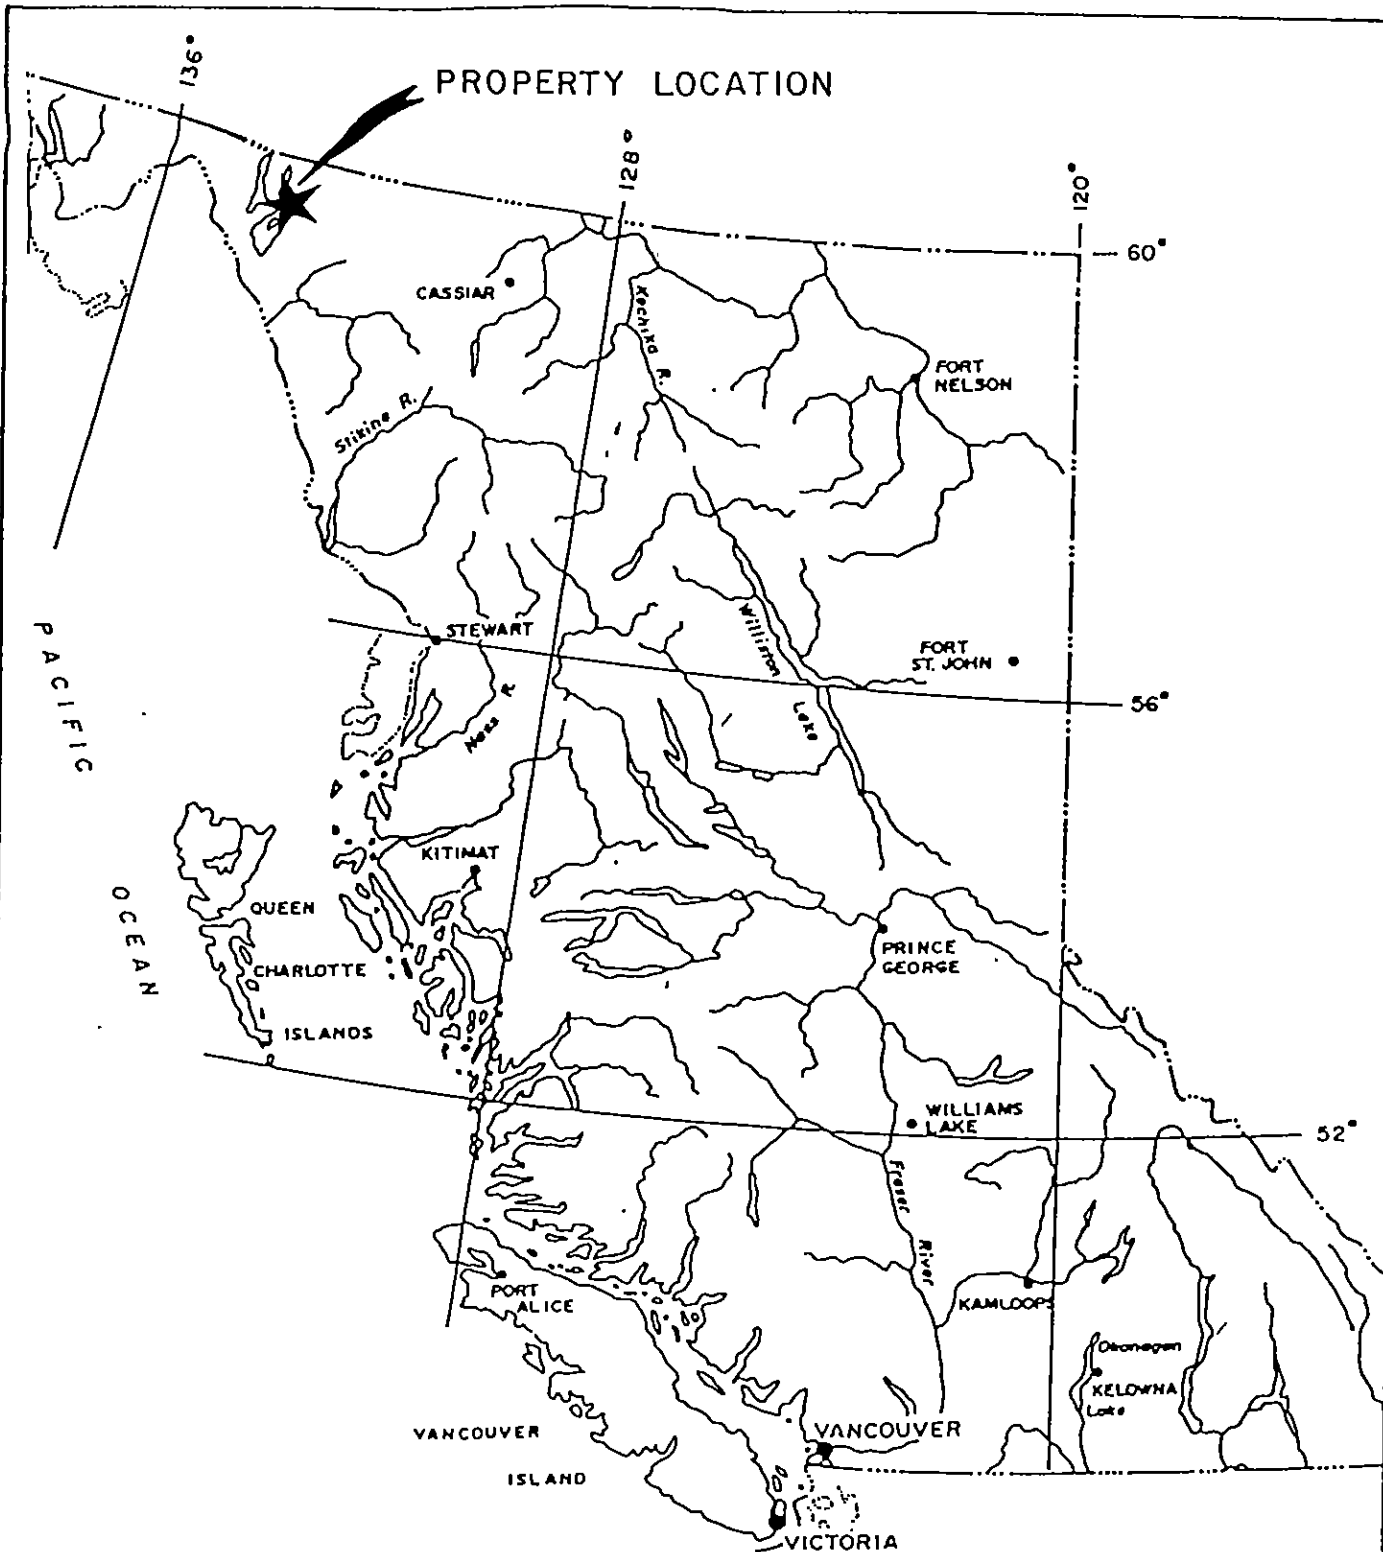 PROPERTY LOCATION
136°
128°
120°
60°
CASSIAR
Kechika R.
FORT
NELSON
Stikine R.
STEWART
FORT
ST. JOHN
Williston
Lake
56°
Nass R
PACIFIC
OCEAN
KITIMAT
QUEEN
CHARLOTTE
ISLANDS
PRINCE
GEORGE
WILLIAMS
LAKE
52°
Fraser
River
PORT
ALICE
KAMLOOPS
Okanagan
KELOWNA
Lake
VANCOUVER
ISLAND
VANCOUVER
VICTORIA